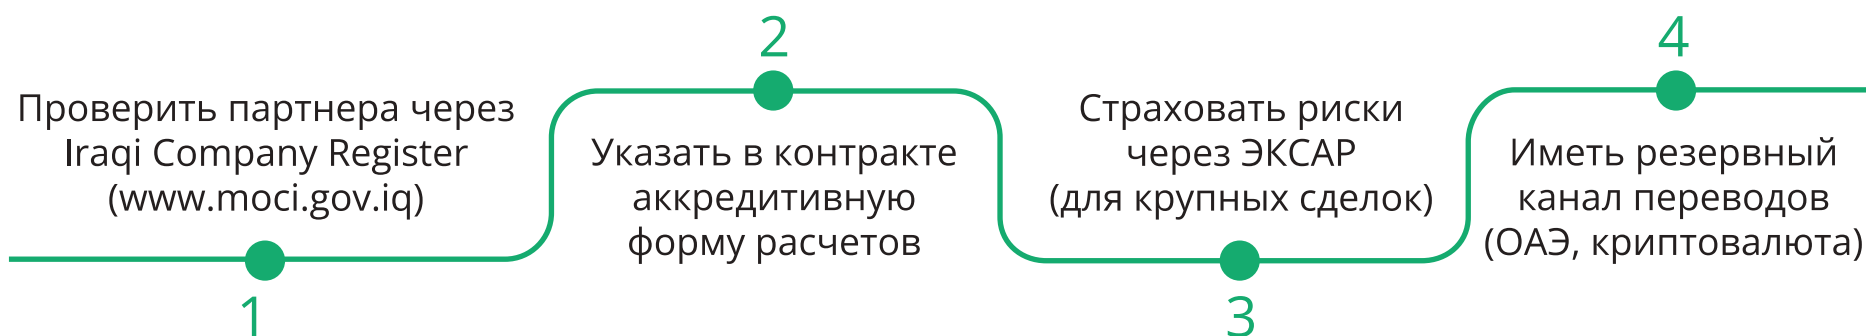 Проверить партнера через
Iraqi Company Register
(www.moci.gov.iq)
1
2
Указать в контракте
аккредитивную
форму расчетов
Страховать риски
через ЭКСАР
(для крупных сделок)
3
4
Иметь резервный
канал переводов
(ОАЭ, криптовалюта)